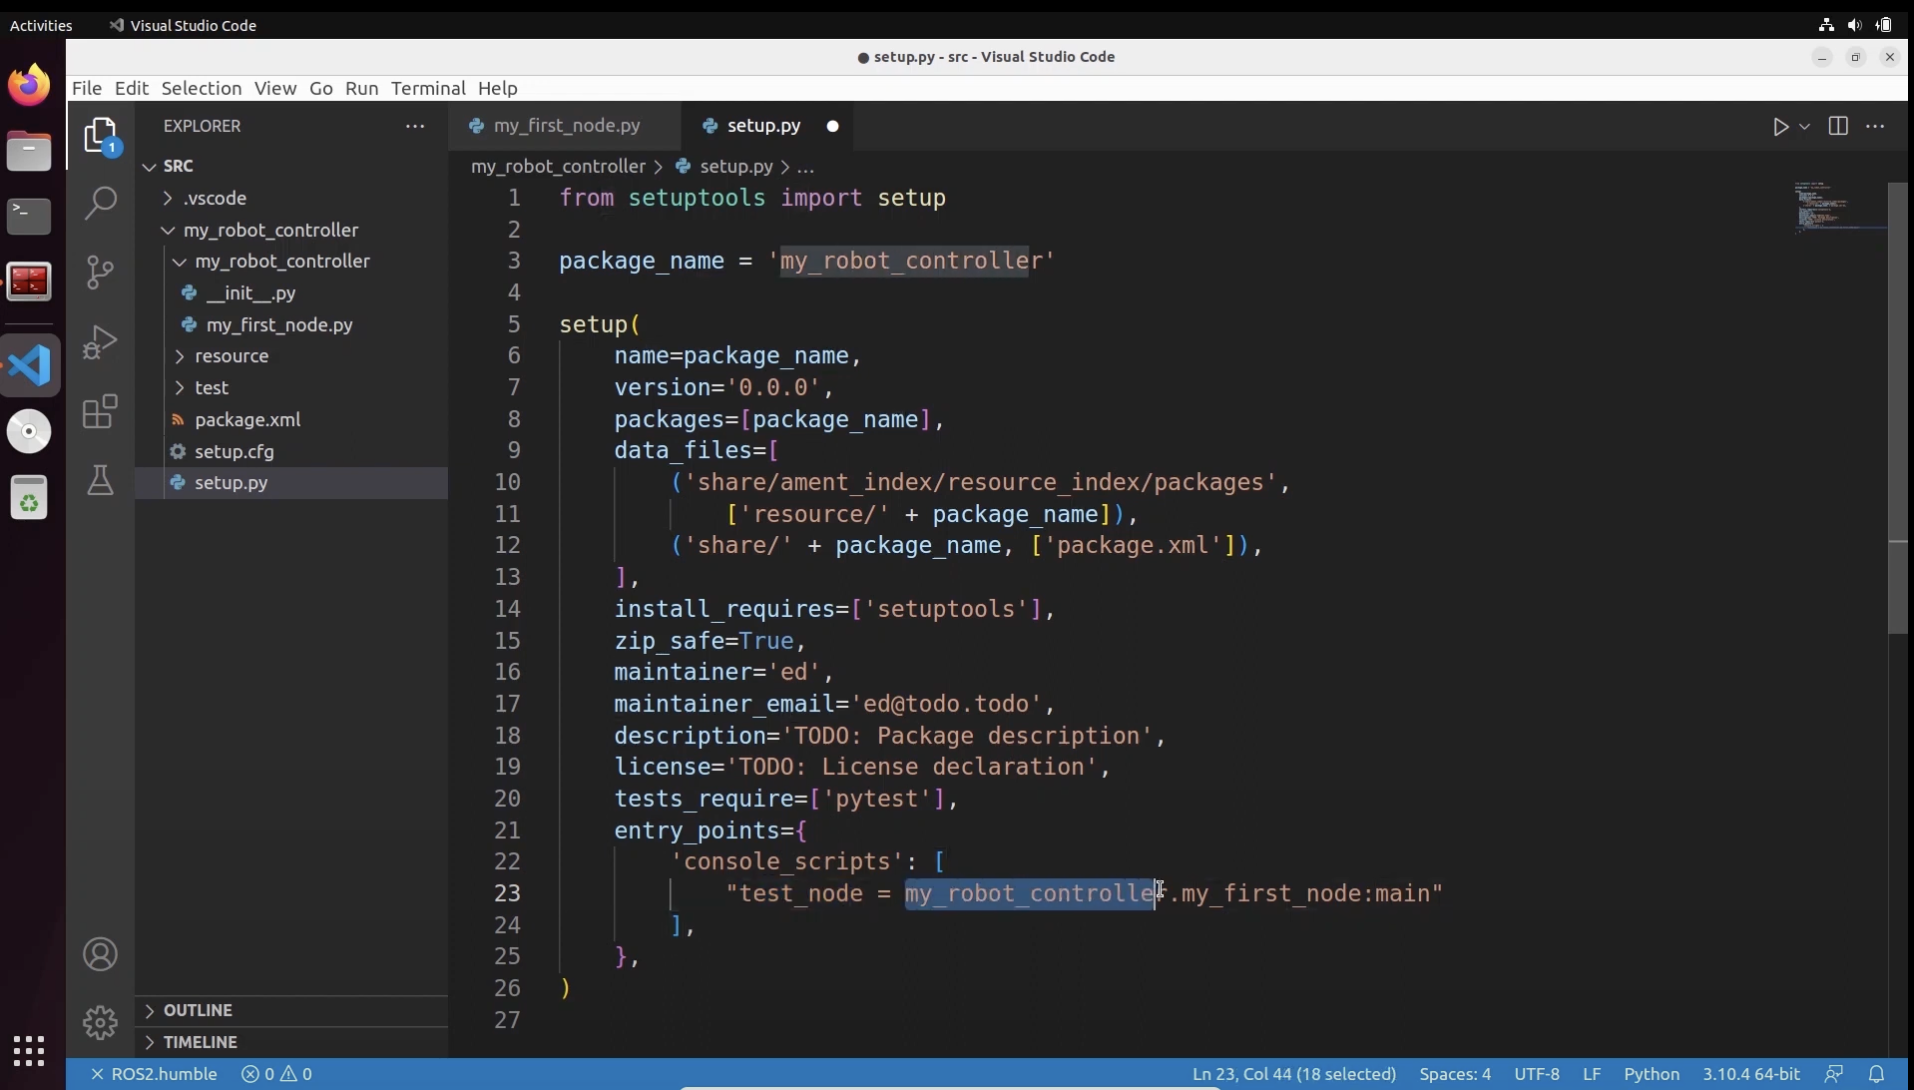 Activities
Visual Studio Code
● setup.py - src - Visual Studio Code
File Edit Selection View Go Run Terminal Help
EXPLORER
1
SRC
.vscode
my_robot_controller
my_robot_controller
__init__.py
my_first_node.py
resource
test
package.xml
setup.cfg
setup.py
OUTLINE
TIMELINE
my_first_node.py
setup.py
my_robot_controller > setup.py > ...
1 from setuptools import setup
2
3 package_name = 'my_robot_controller'
4
5 setup(
6 name=package_name,
7 version='0.0.0',
8 packages=[package_name],
9 data_files=[
10 ('share/ament_index/resource_index/packages',
11 ['resource/' + package_name]),
12 ('share/' + package_name, ['package.xml']),
13 ],
14 install_requires=['setuptools'],
15 zip_safe=True,
16 maintainer='ed',
17 maintainer_email='ed@todo.todo',
18 description='TODO: Package description',
19 license='TODO: License declaration',
20 tests_require=['pytest'],
21 entry_points={
22 'console_scripts': [
23 "test_node = my_robot_controller.my_first_node:main"
24 ],
25 },
26 )
27
ROS2.humble 0 0 Ln 23, Col 44 (18 selected) Spaces: 4 UTF-8 LF Python 3.10.4 64-bit